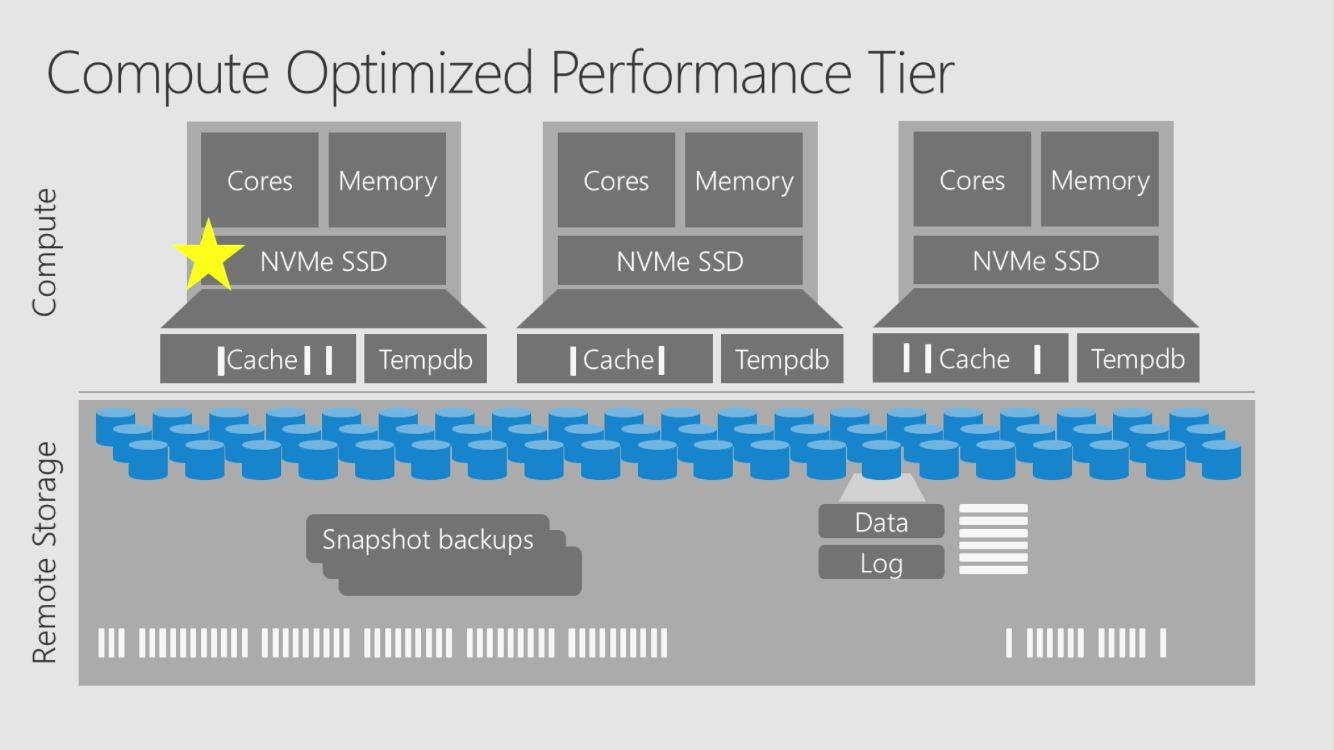 Compute Optimized Performance Tier
Compute
Cores
Memory
NVMe SSD
Cache
Tempdb
Cores
Memory
NVMe SSD
Cache
Tempdb
Cores
Memory
NVMe SSD
Cache
Tempdb
Remote Storage
Snapshot backups
Data
Log